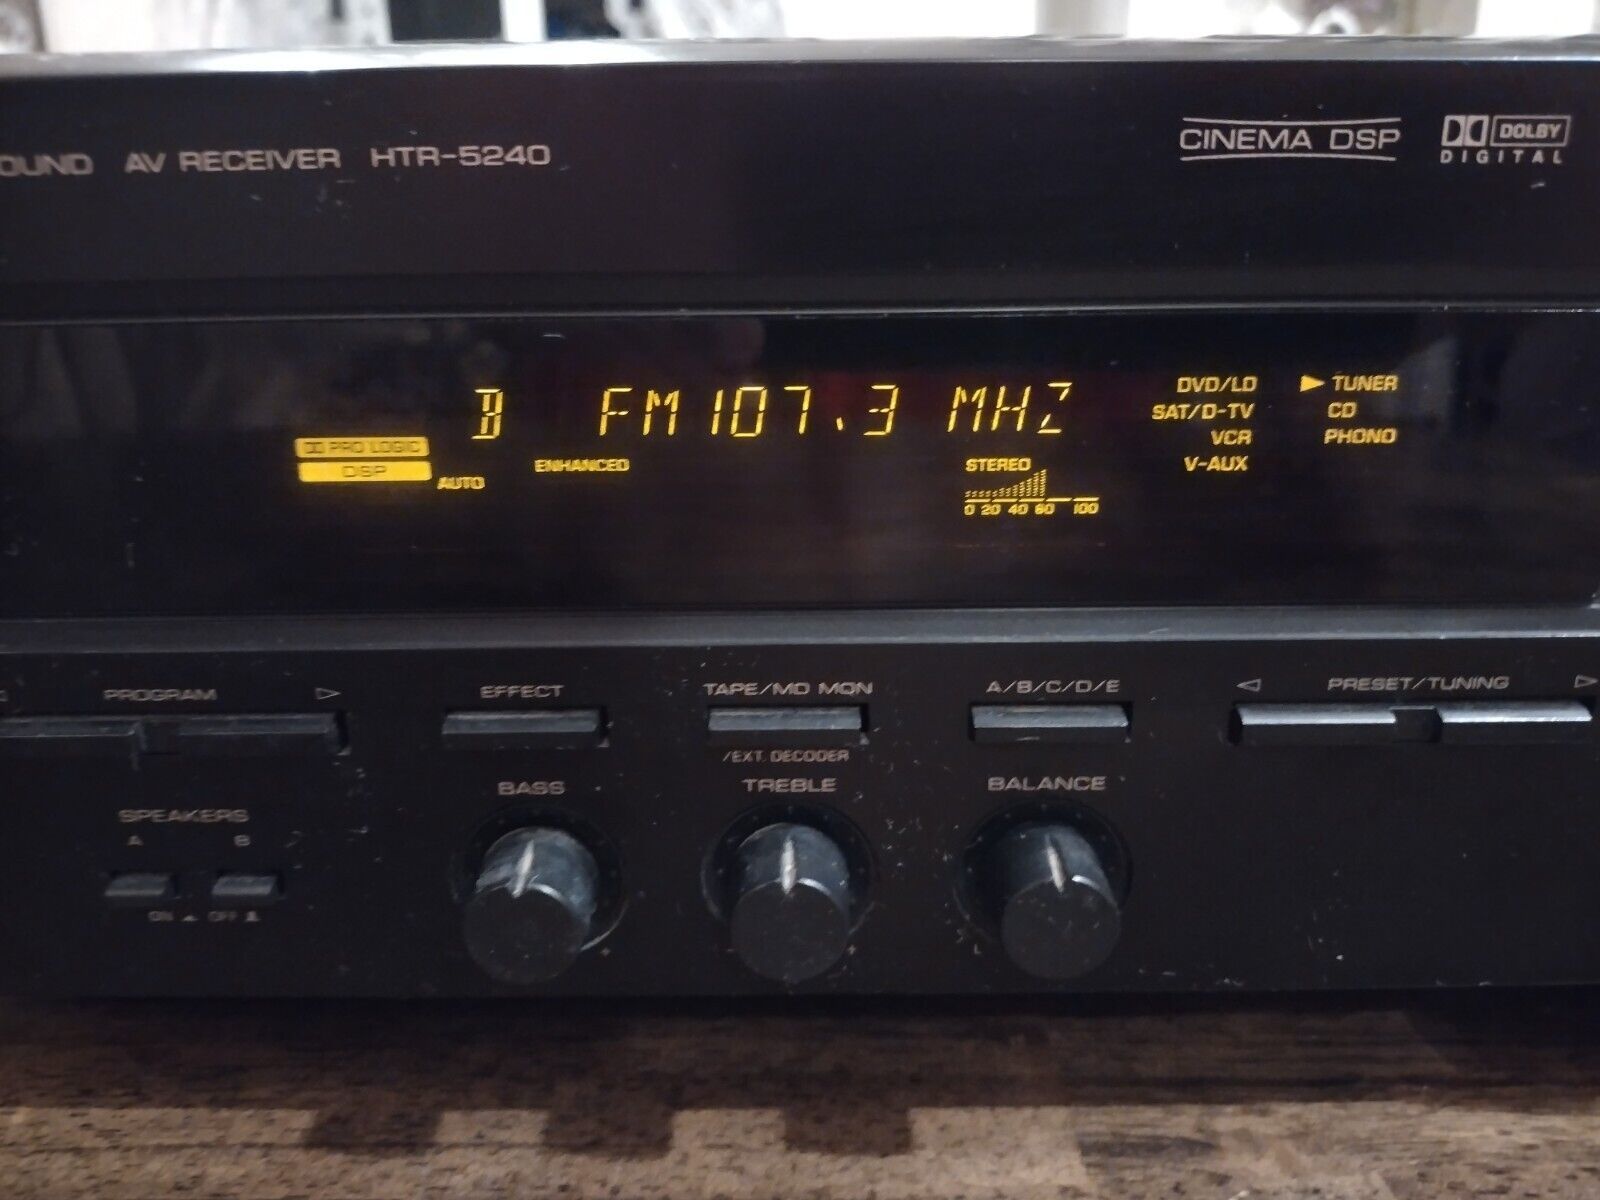 OUND AV RECEIVER HTR-5240
CINEMA DSP
DOLBY
DIGITAL
B FM107.3 MHZ
PRO LOGIC
DSP
AUTO
ENHANCED
STEREO
0 20 40 60 100
DVD/LD
SAT/D-TV
VCR
V-AUX
TUNER
CD
PHONO
PROGRAM
EFFECT
TAPE/MD MON
/EXT. DECODER
A/B/C/D/E
PRESET/TUNING
SPEAKERS
A B
ON OFF
BASS
TREBLE
BALANCE
- +
L